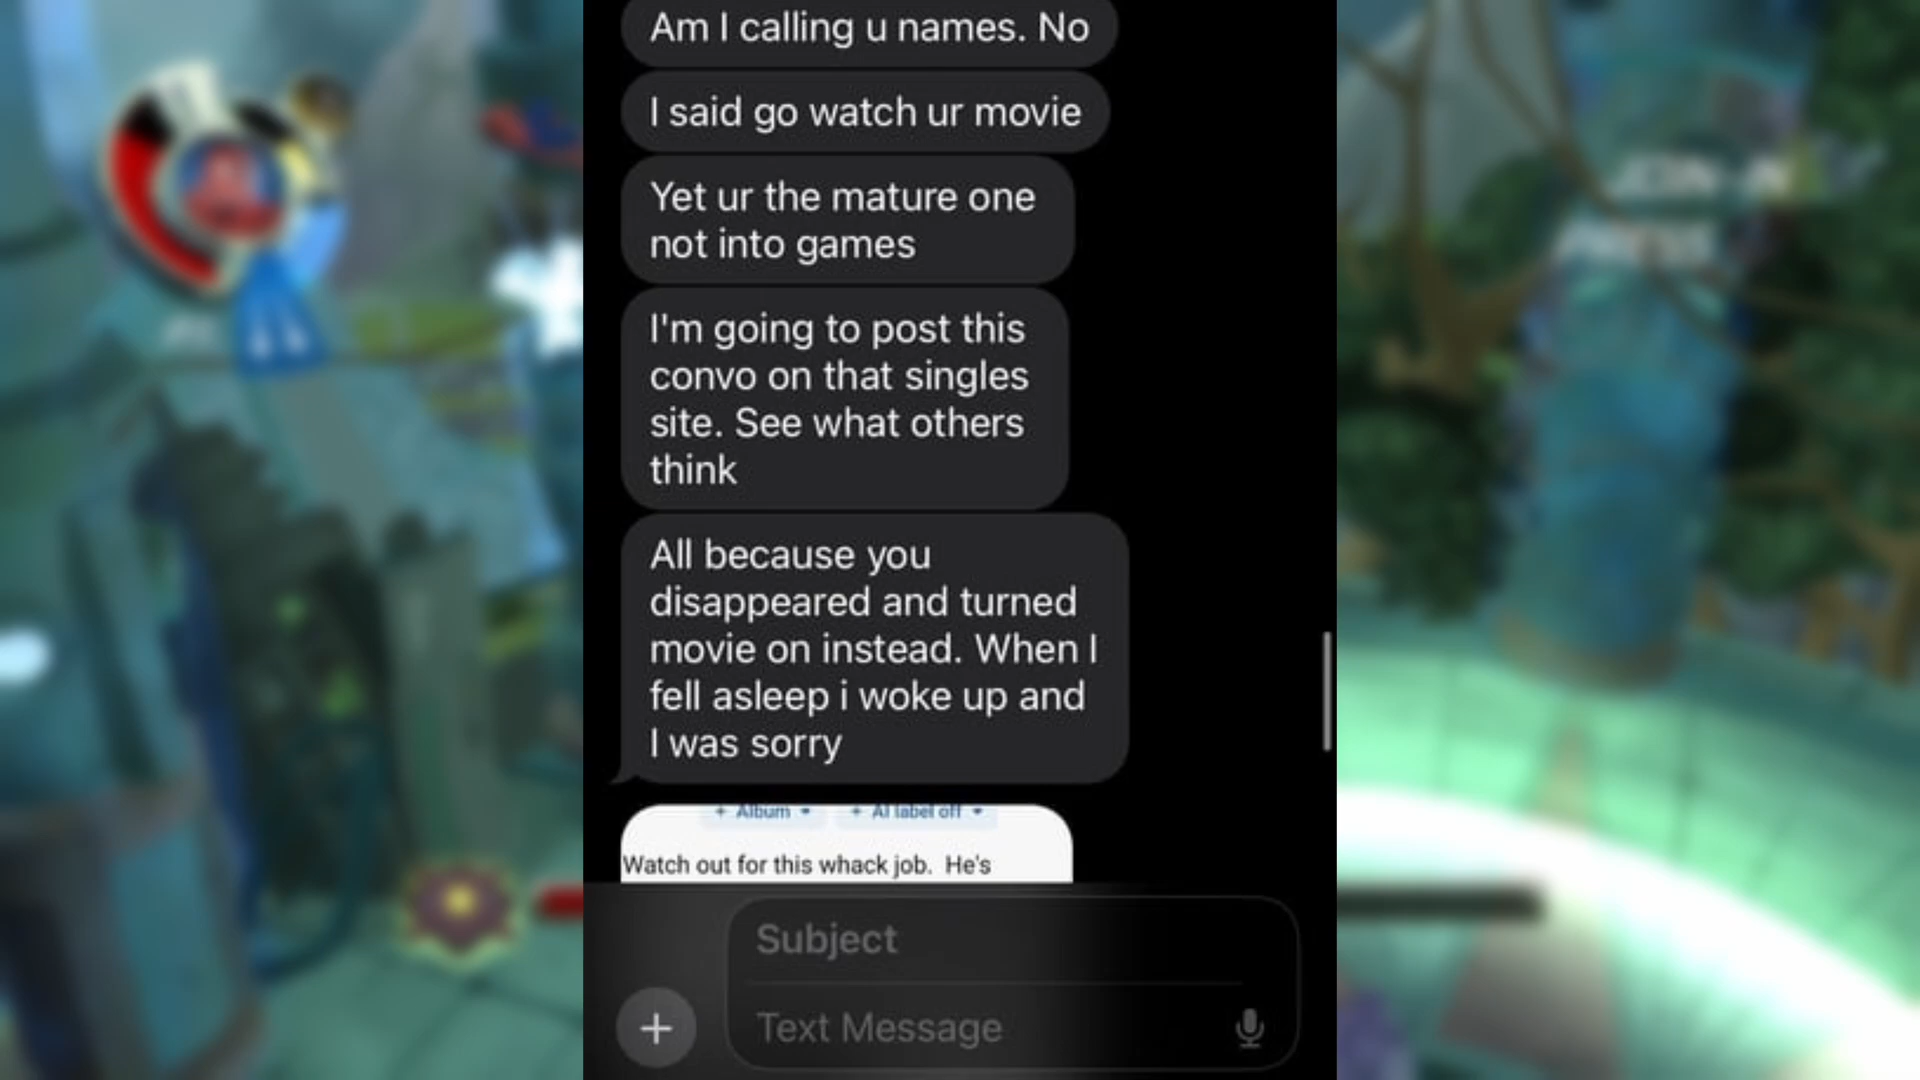 Am I calling u names. No
I said go watch ur movie
Yet ur the mature one
not into games
I'm going to post this
convo on that singles
site. See what others
think
All because you
disappeared and turned
movie on instead. When I
fell asleep i woke up and
I was sorry
+ Album
+ AI label off
Watch out for this whack job. He's
Subject
Text Message
JOIN-IN
PRESS